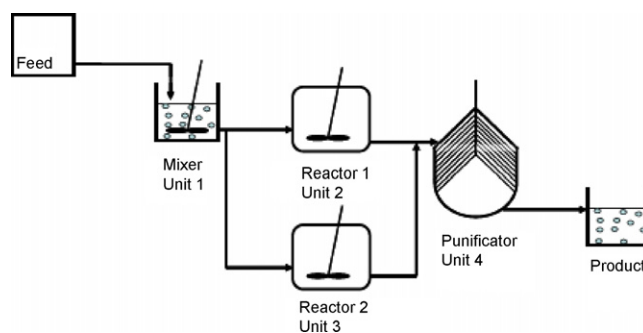 Feed
Mixer
Unit 1
Reactor 1
Unit 2
Reactor 2
Unit 3
Punificator
Unit 4
Product